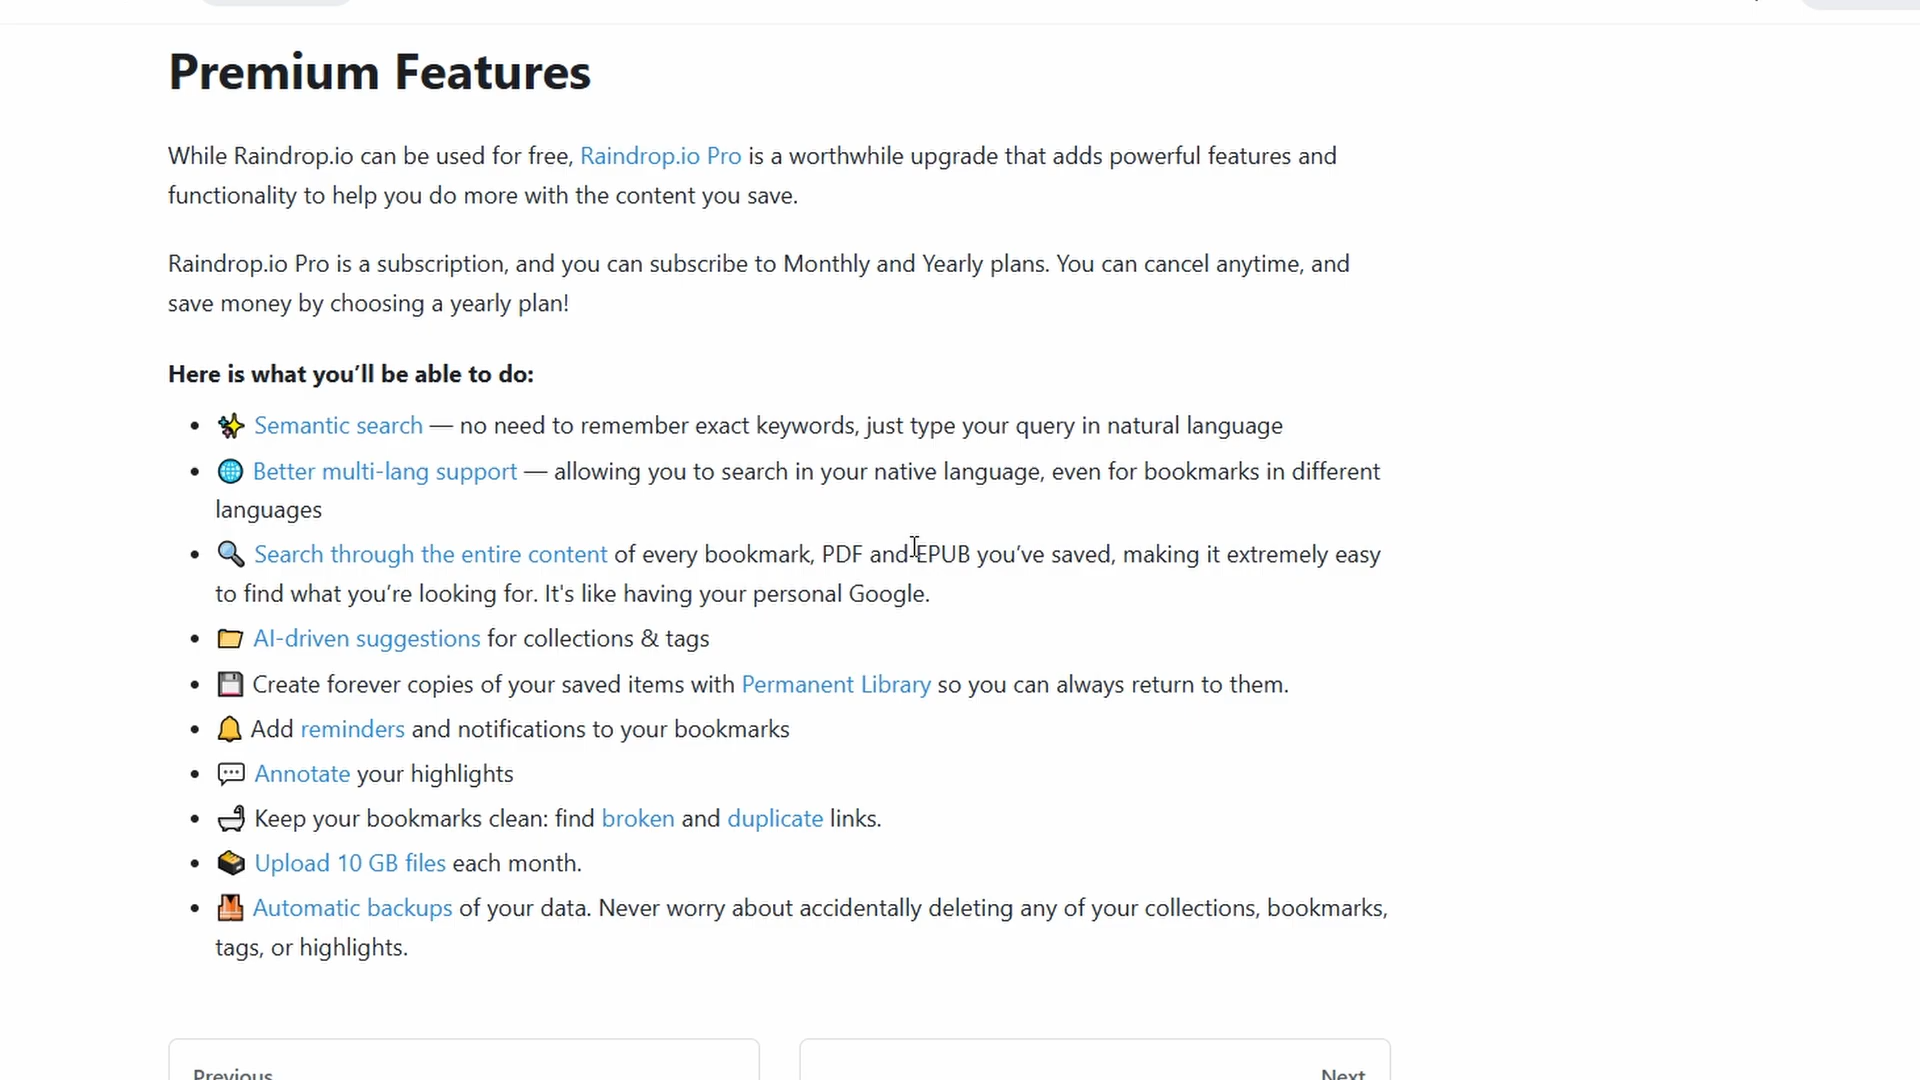 Premium Features
While Raindrop.io can be used for free, Raindrop.io Pro is a worthwhile upgrade that adds powerful features and
functionality to help you do more with the content you save.
Raindrop.io Pro is a subscription, and you can subscribe to Monthly and Yearly plans. You can cancel anytime, and
save money by choosing a yearly plan!
Here is what you’ll be able to do:
• ✨ Semantic search — no need to remember exact keywords, just type your query in natural language
• 🌐 Better multi-lang support — allowing you to search in your native language, even for bookmarks in different
languages
• 🔍 Search through the entire content of every bookmark, PDF and EPUB you’ve saved, making it extremely easy
to find what you’re looking for. It's like having your personal Google.
• 📁 AI-driven suggestions for collections & tags
• 💾 Create forever copies of your saved items with Permanent Library so you can always return to them.
• 🔔 Add reminders and notifications to your bookmarks
• 💬 Annotate your highlights
• 🛁 Keep your bookmarks clean: find broken and duplicate links.
• 🗳 Upload 10 GB files each month.
• 🦺 Automatic backups of your data. Never worry about accidentally deleting any of your collections, bookmarks,
tags, or highlights.
Previous
Next